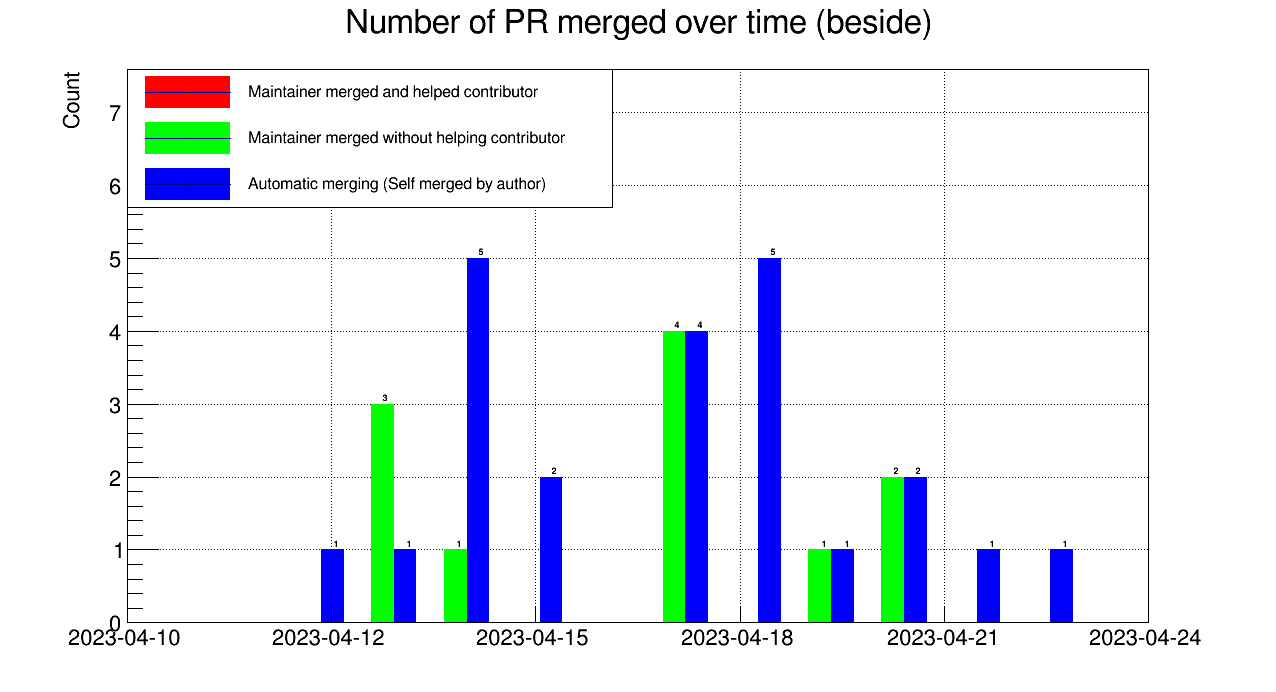 Number of PR merged over time (beside)
Count
Maintainer merged and helped contributor
Maintainer merged without helping contributor
Automatic merging (Self merged by author)
7
6
5
4
3
2
1
0
5 5
4 4
3
2 2 2
1 1 1 1 1 1 1
2023-04-10 2023-04-12 2023-04-15 2023-04-18 2023-04-21 2023-04-24